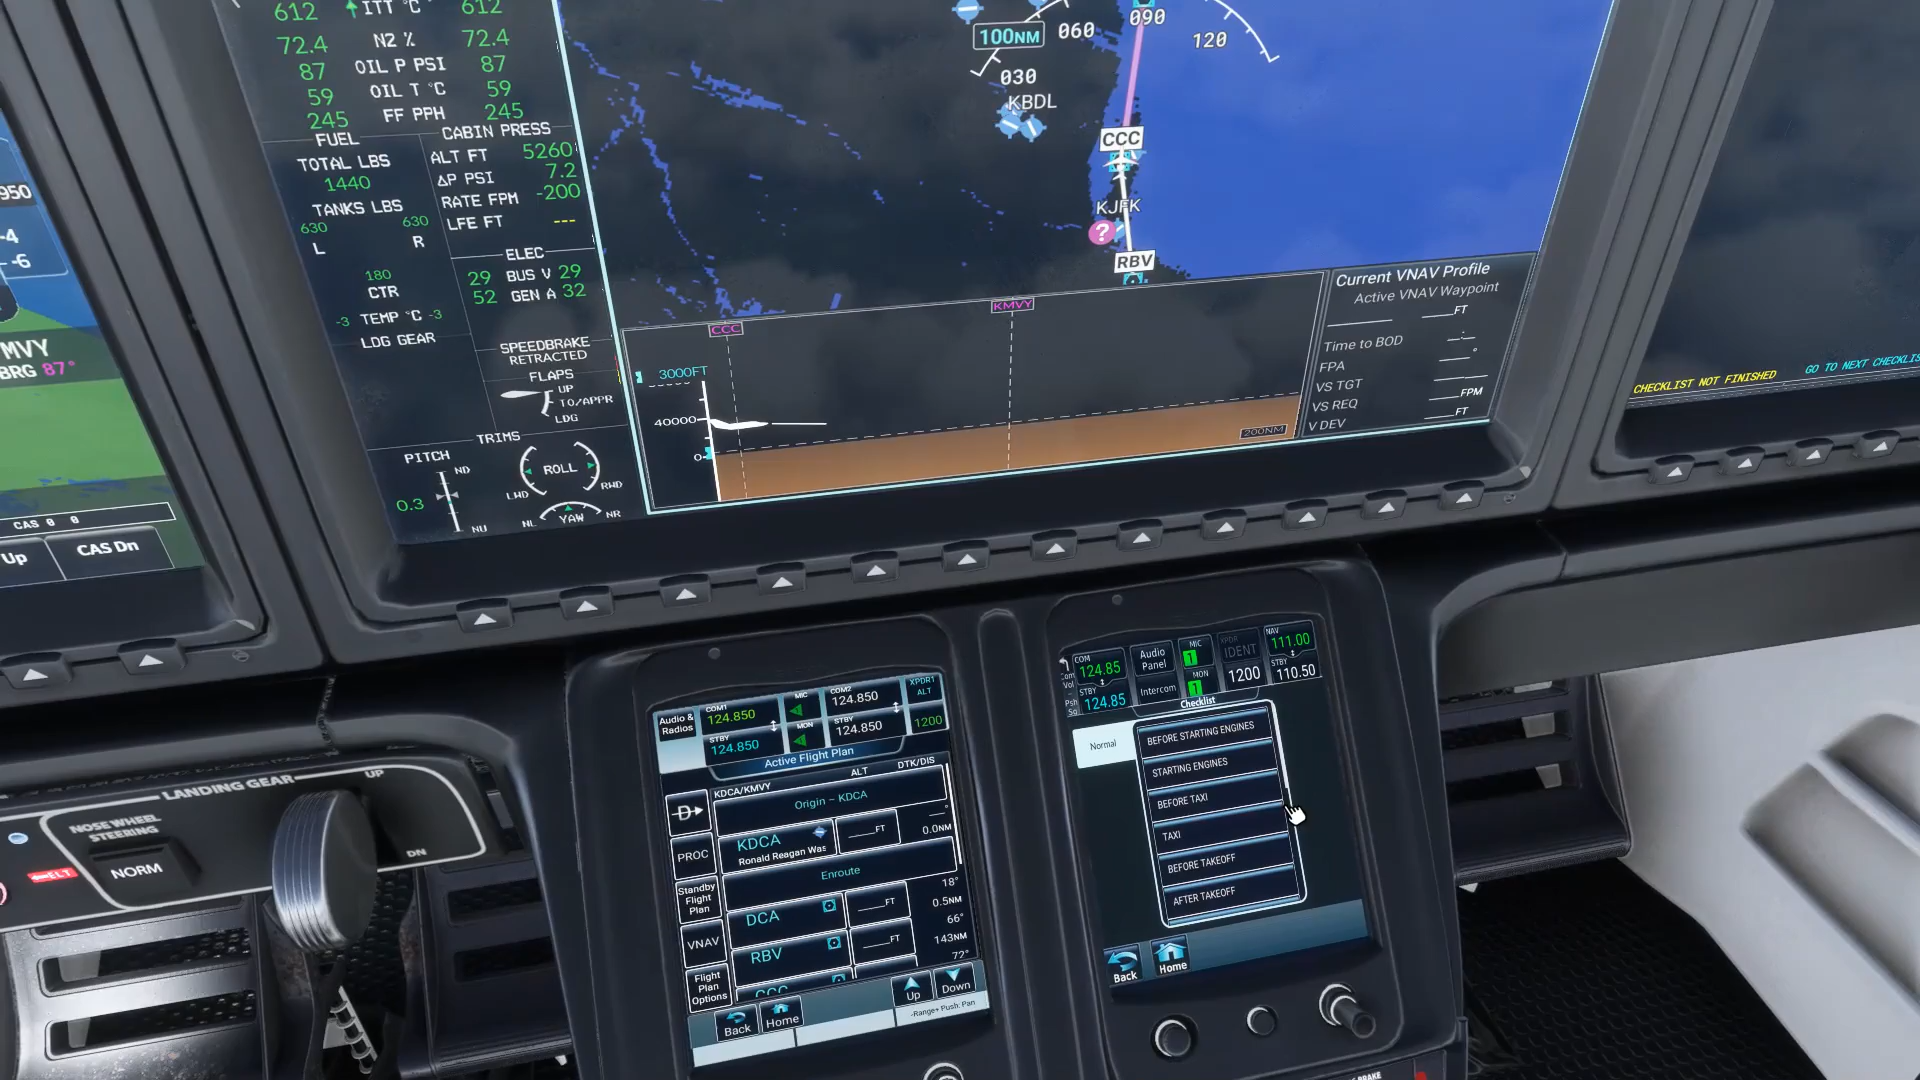 612 ITT °C 612
72.4 N2 % 72.4
87 OIL P PSI 87
59 OIL T °C 59
245 FF PPH 245
FUEL
TOTAL LBS
1440
TANKS LBS
630 630
L R
180
CTR
-3 TEMP °C -3
LDG GEAR
CABIN PRESS
ALT FT 5260
ΔP PSI 7.2
RATE FPM -200
LFE FT ---
ELEC
29 BUS V 29
52 GEN A 32
SPEEDBRAKE
RETRACTED
FLAPS
UP
TO/APPR
LDG
TRIMS
PITCH
ND
0.3
NU
ROLL
LWD RWD
NL YAW NR
950
-4
-6
MVY
BRG 87°
CAS 0 0
Up
CAS Dn
100NM
030
060
090
120
KBDL
CCC
KJFK
?
RBV
CCC
KMVY
3000FT
40000
0
200NM
Current VNAV Profile
Active VNAV Waypoint
FT
Time to BOD
FPA
VS TGT
VS REQ FPM
V DEV FT
CHECKLIST NOT FINISHED
GO TO NEXT CHECKLIS
LANDING GEAR
UP
DN
NOSE WHEEL
STEERING
NORM
ELT
Audio &
Radios
COM1
124.850
STBY
124.850
MIC
MON
COM2
124.850
STBY
124.850
XPDR1
ALT
1200
Active Flight Plan
KDCA/KMVY ALT DTK/DIS
Origin – KDCA
KDCA
Ronald Reagan Was
FT
0.0NM
Enroute
DCA
FT
18°
0.5NM
RBV
FT
66°
143NM
CCC
72°
PROC
Standby
Flight
Plan
VNAV
Flight
Plan
Options
Back
Home
Up
Down
-Range+ Push: Pan
COM
124.85
STBY
124.85
Audio
Panel
Intercom
MIC
1
MON
1
XPDR
IDENT
1200
NAV
111.00
STBY
110.50
Com
Vol
Psh
Sq
Checklist
Normal
BEFORE STARTING ENGINES
STARTING ENGINES
BEFORE TAXI
TAXI
BEFORE TAKEOFF
AFTER TAKEOFF
Back
Home